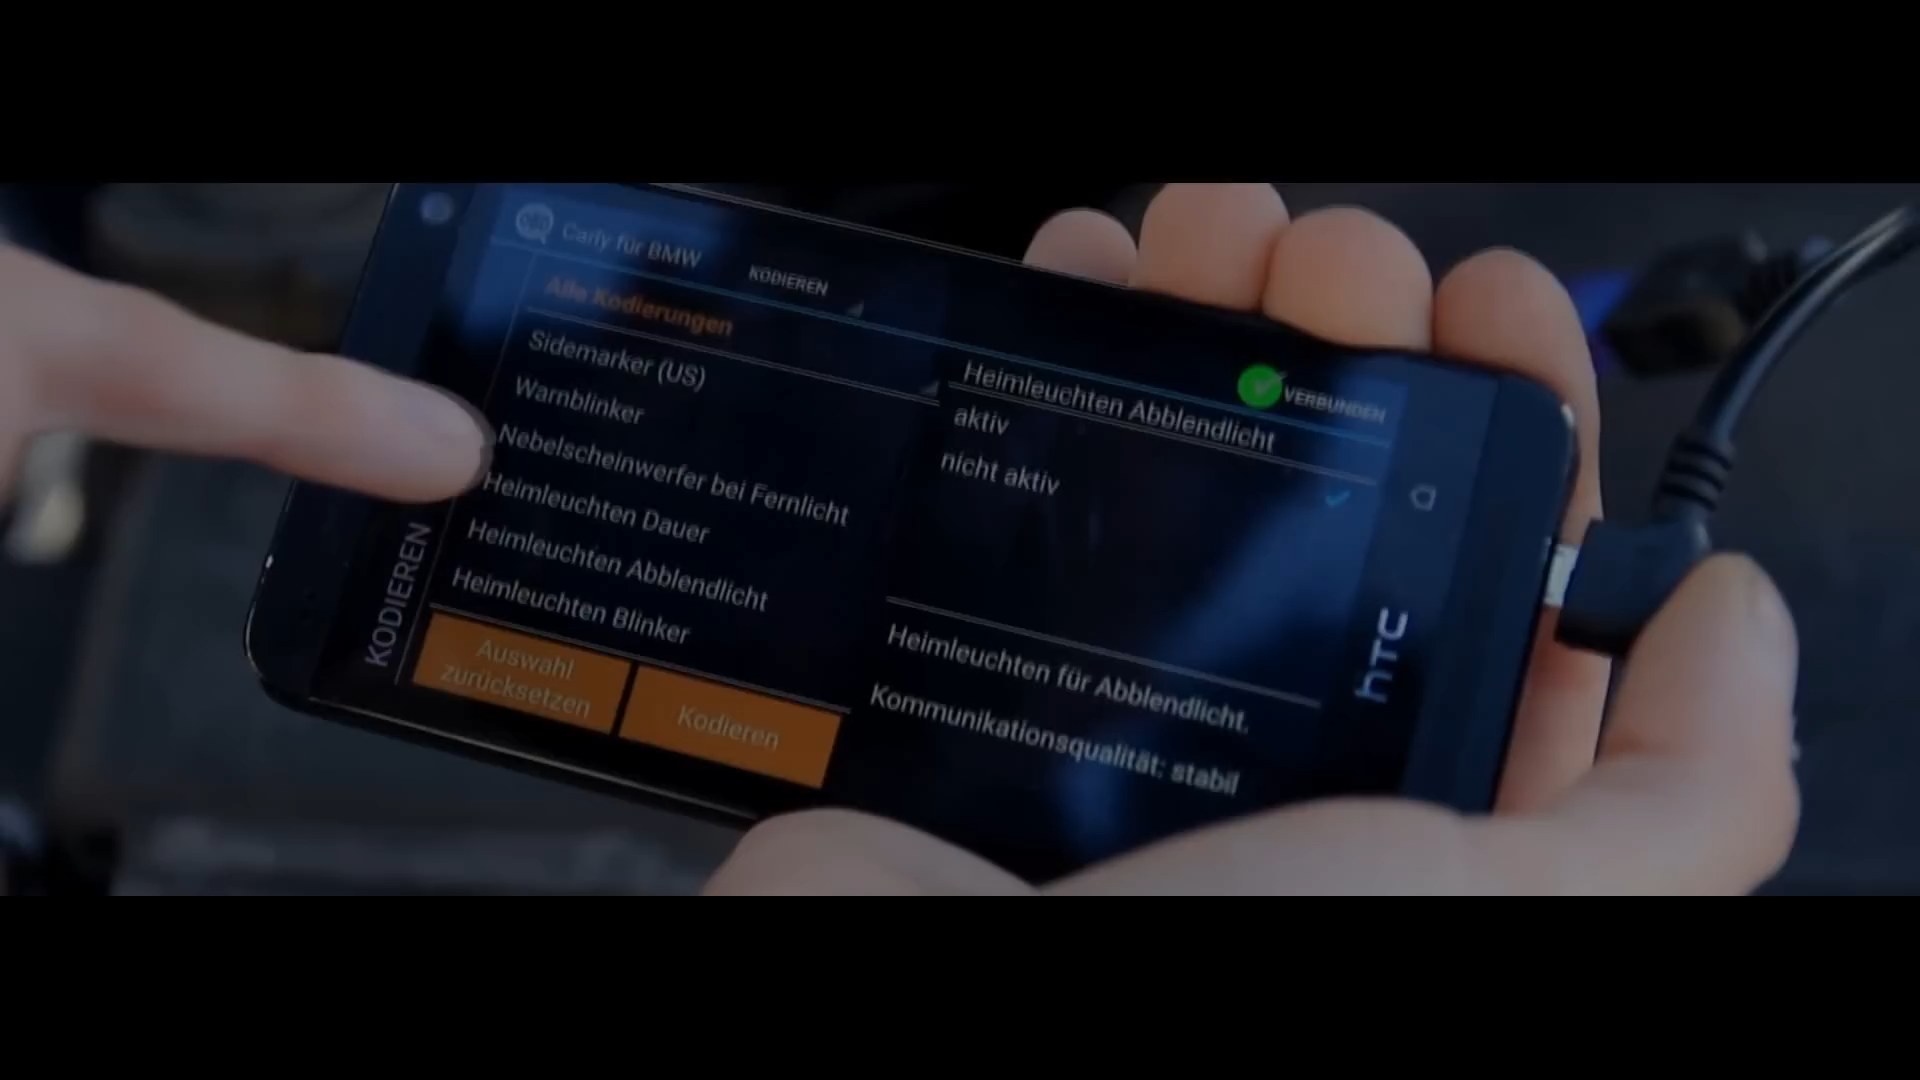 Carly für BMW
KODIEREN
Alle Kodierungen
Sidemarker (US)
Warnblinker
Nebelscheinwerfer bei Fernlicht
Heimleuchten Dauer
Heimleuchten Abblendlicht
Heimleuchten Blinker
Auswahl
zurücksetzen
Kodieren
KODIEREN
VERBUNDEN
Heimleuchten Abblendlicht
aktiv
nicht aktiv
Heimleuchten für Abblendlicht.
Kommunikationsqualität: stabil
hTC